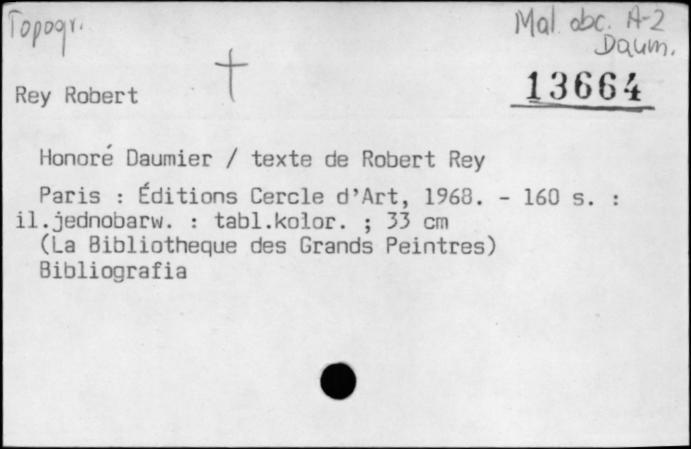 Topogr.
Mal. obc. A-2
Daum.
13664
Rey Robert
Honoré Daumier / texte de Robert Rey
Paris : Éditions Cercle d'Art, 1968. - 160 s. :
il.jednobarw. : tabl.kolor. ; 33 cm
(La Bibliotheque des Grands Peintres)
Bibliografia